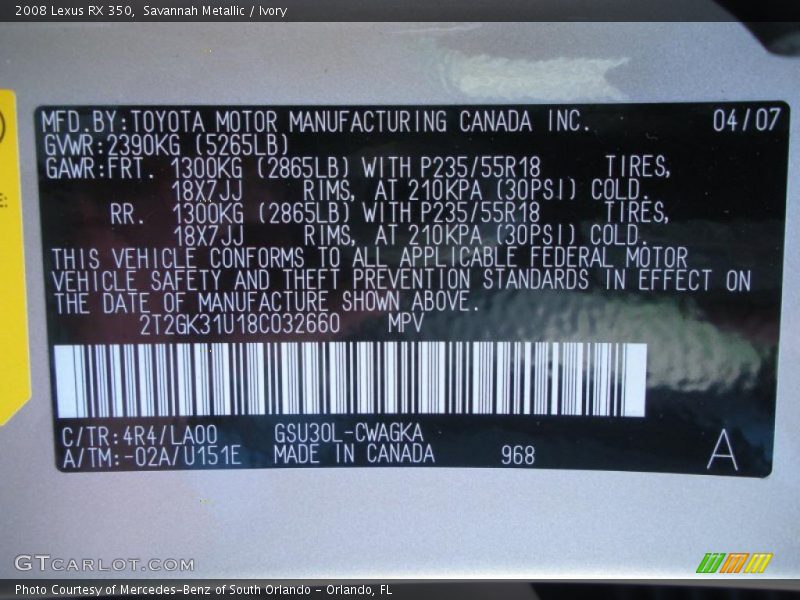 2008 Lexus RX 350, Savannah Metallic / Ivory
MFD.BY:TOYOTA MOTOR MANUFACTURING CANADA INC. 04/07
GVWR:2390KG (5265LB)
GAWR:FRT. 1300KG (2865LB) WITH P235/55R18 TIRES,
18X7JJ RIMS, AT 210KPA (30PSI) COLD.
RR. 1300KG (2865LB) WITH P235/55R18 TIRES,
18X7JJ RIMS, AT 210KPA (30PSI) COLD.
THIS VEHICLE CONFORMS TO ALL APPLICABLE FEDERAL MOTOR
VEHICLE SAFETY AND THEFT PREVENTION STANDARDS IN EFFECT ON
THE DATE OF MANUFACTURE SHOWN ABOVE.
2T2GK31U18C032660 MPV
C/TR:4R4/LA00 GSU30L-CWAGKA
A/TM:-02A/U151E MADE IN CANADA 968 A
GTCARLOT.COM
Photo Courtesy of Mercedes-Benz of South Orlando - Orlando, FL